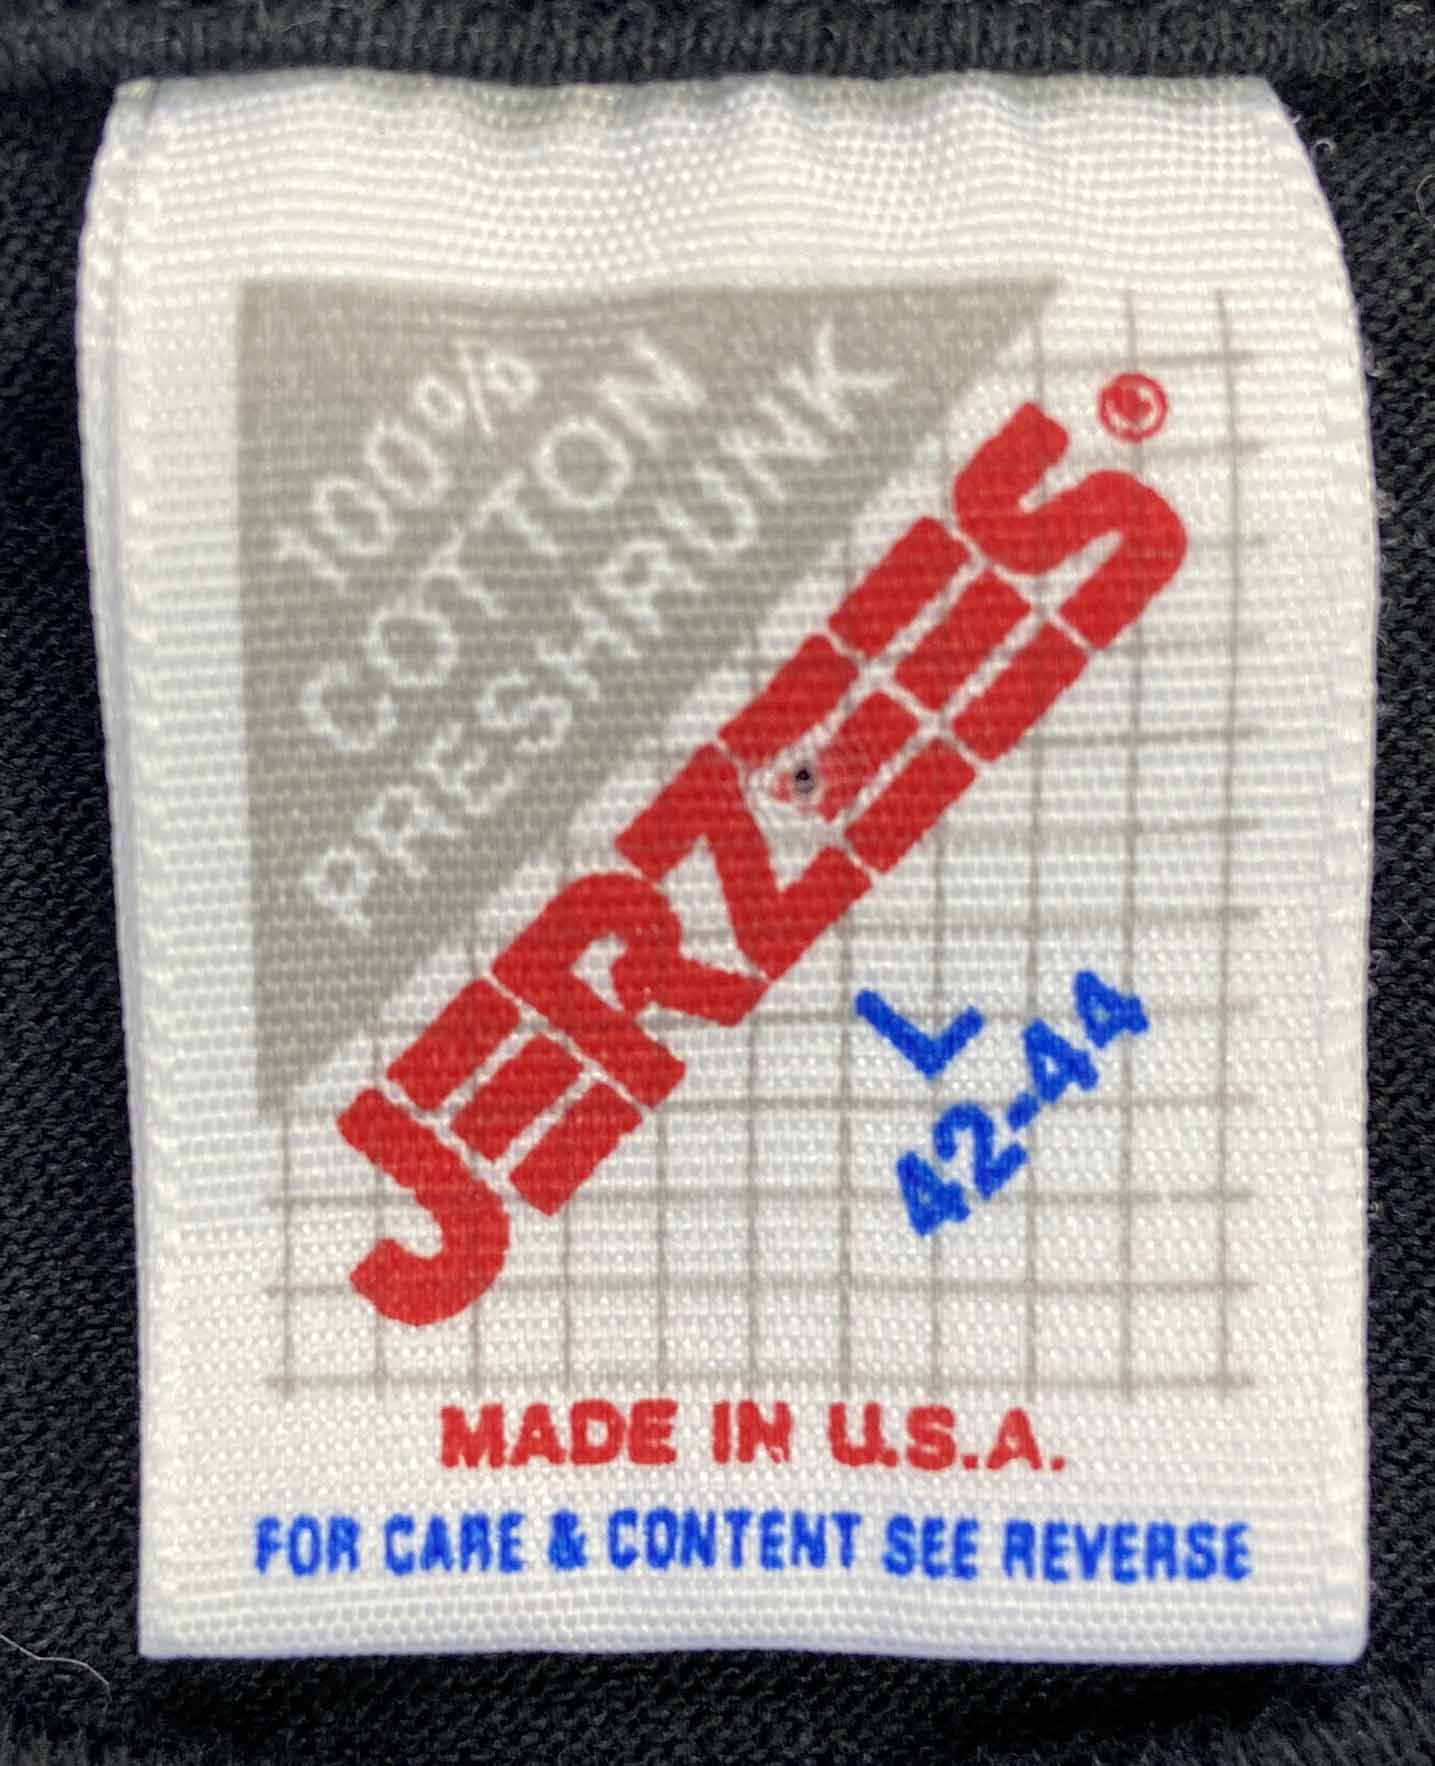 100%
COTTON
PRESHRUNK
JERZEES®
L
42-44
MADE IN U.S.A.
FOR CARE & CONTENT SEE REVERSE